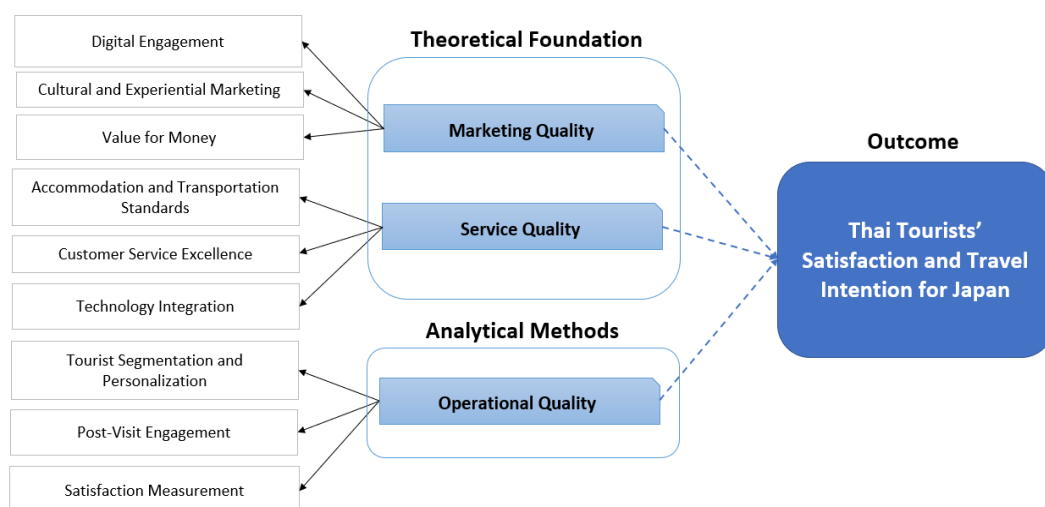 Digital Engagement
Cultural and Experiential Marketing
Value for Money
Accommodation and Transportation
Standards
Customer Service Excellence
Technology Integration
Tourist Segmentation and
Personalization
Post-Visit Engagement
Satisfaction Measurement
Theoretical Foundation
Marketing Quality
Service Quality
Analytical Methods
Operational Quality
Outcome
Thai Tourists’
Satisfaction and Travel
Intention for Japan